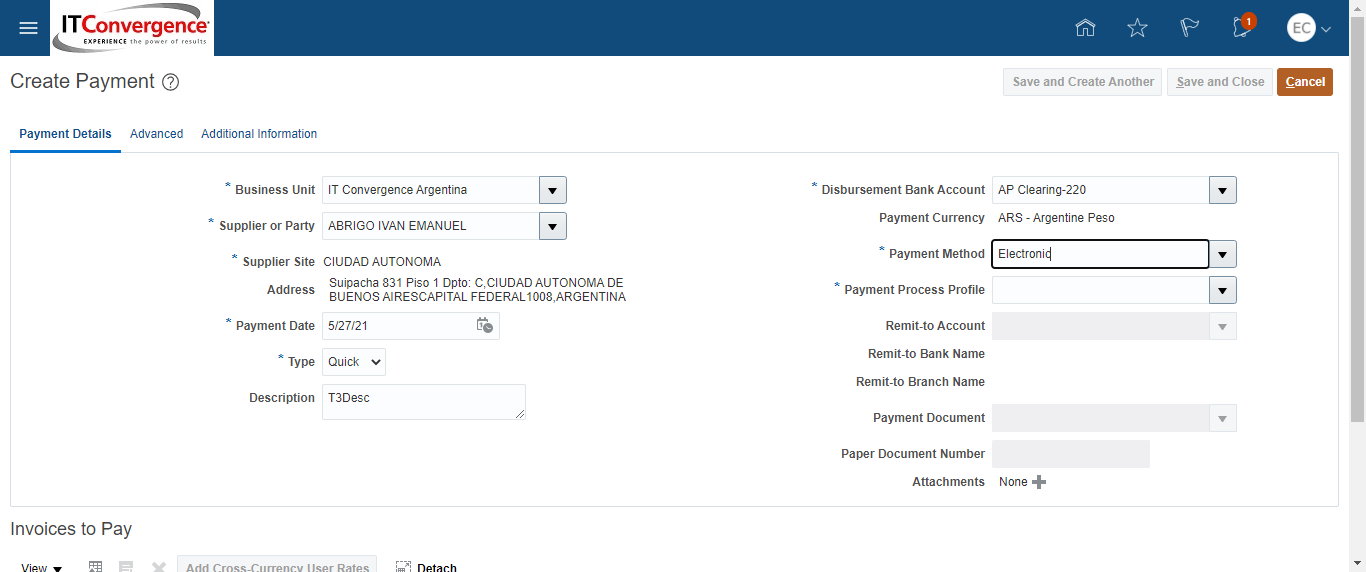 ITConvergence
EXPERIENCE the power of results
1
EC
Create Payment ?
Save and Create Another
Save and Close
Cancel
Payment Details
Advanced
Additional Information
* Business Unit IT Convergence Argentina
* Supplier or Party ABRIGO IVAN EMANUEL
* Supplier Site CIUDAD AUTONOMA
Address Suipacha 831 Piso 1 Dpto: C,CIUDAD AUTONOMA DE
BUENOS AIRESCAPITAL FEDERAL1008,ARGENTINA
* Payment Date 5/27/21
* Type Quick
Description T3Desc
* Disbursement Bank Account AP Clearing-220
Payment Currency ARS - Argentine Peso
* Payment Method Electronic
* Payment Process Profile
Remit-to Account
Remit-to Bank Name
Remit-to Branch Name
Payment Document
Paper Document Number
Attachments None
Invoices to Pay
View
Add Cross-Currency User Rates
Detach